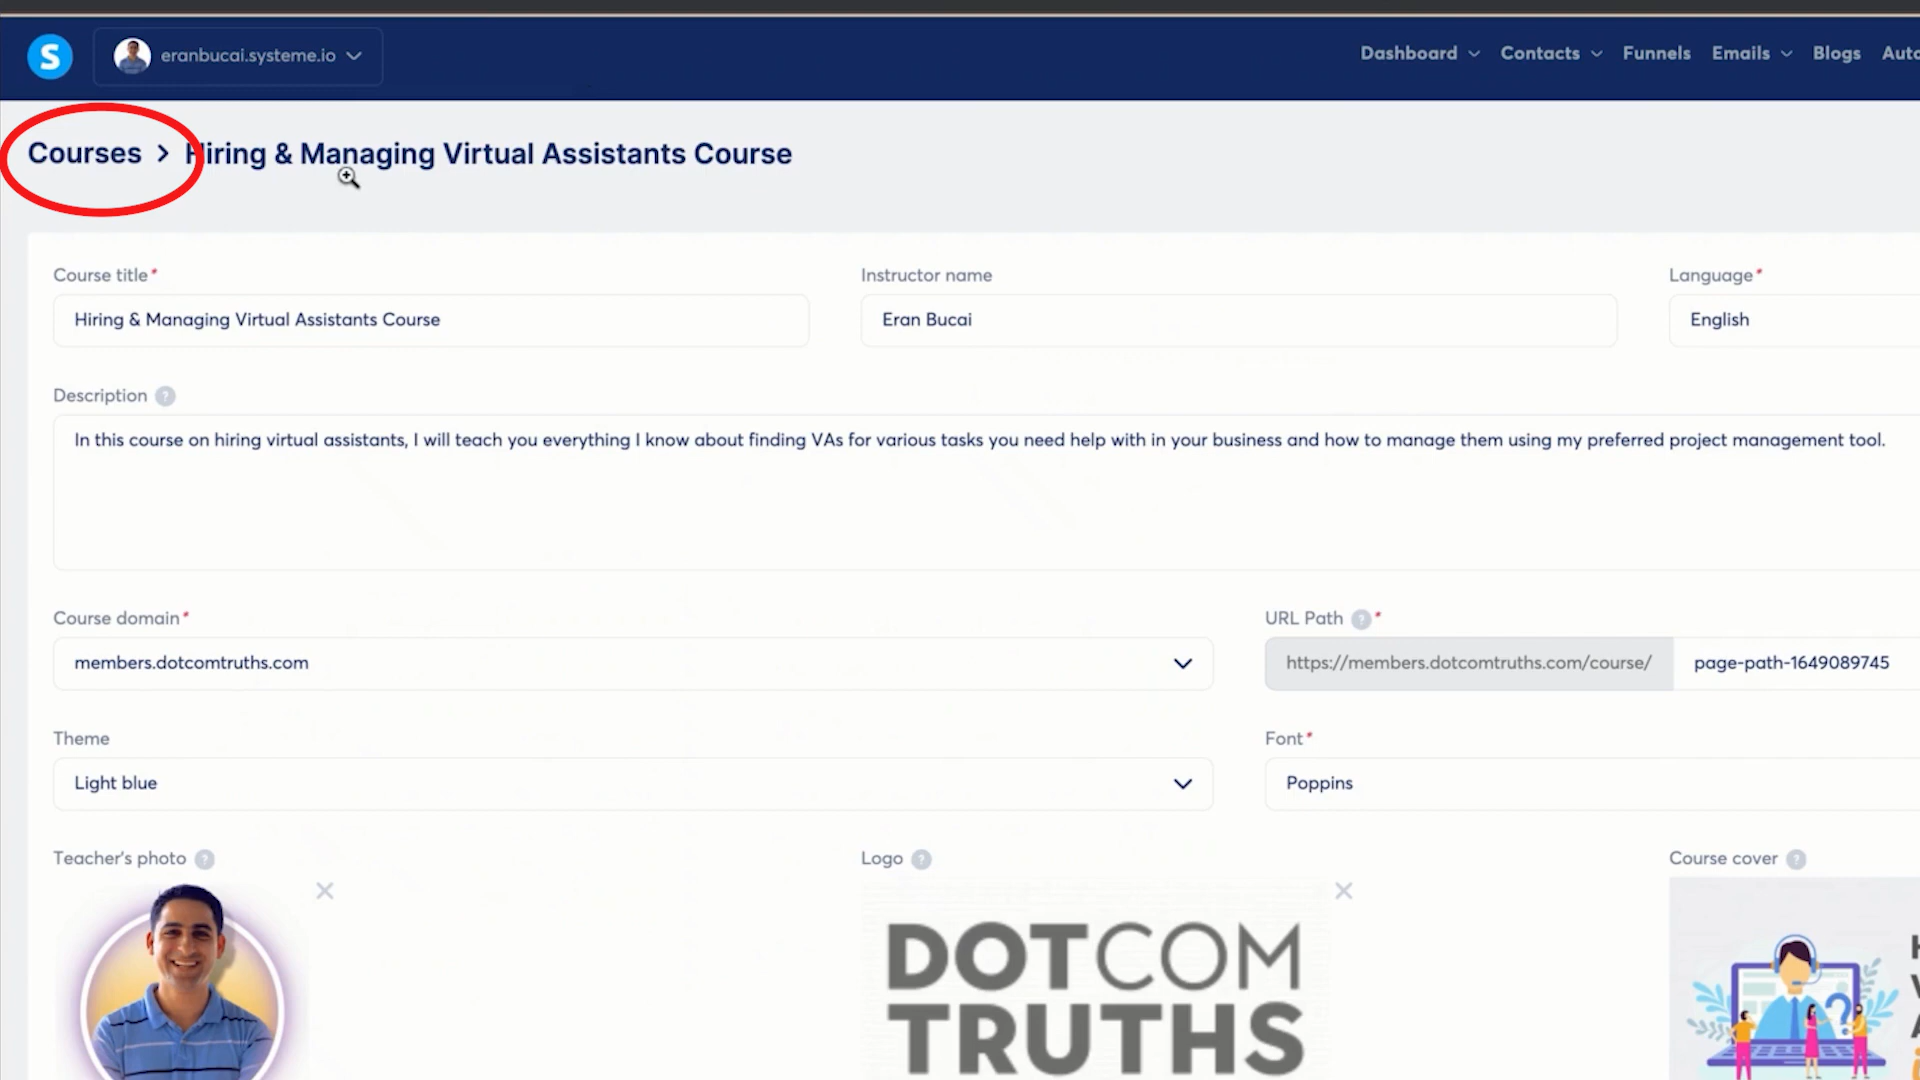 S eranbucai.systeme.io Dashboard Contacts Funnels Emails Blogs
Courses > Hiring & Managing Virtual Assistants Course
Course title* Instructor name Language*
Hiring & Managing Virtual Assistants Course Eran Bucai English
Description ?
In this course on hiring virtual assistants, I will teach you everything I know about finding VAs for various tasks you need help with in your business and how to manage them using my preferred project management tool.
Course domain* URL Path ?*
members.dotcomtruths.com https://members.dotcomtruths.com/course/ page-path-1649089745
Theme Font*
Light blue Poppins
Teacher's photo ? Logo ? Course cover ?
DOTCOM
TRUTHS